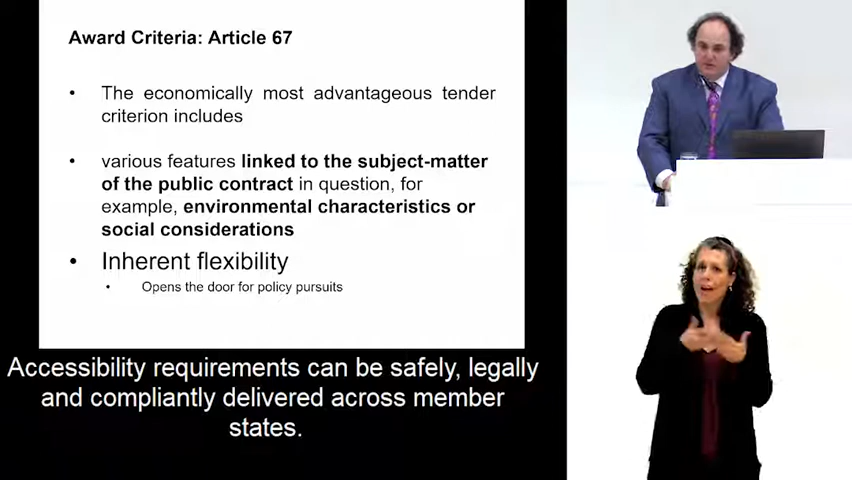 Award Criteria: Article 67
• The economically most advantageous tender
criterion includes
• various features linked to the subject-matter
of the public contract in question, for
example, environmental characteristics or
social considerations
• Inherent flexibility
• Opens the door for policy pursuits
Accessibility requirements can be safely, legally
and compliantly delivered across member
states.